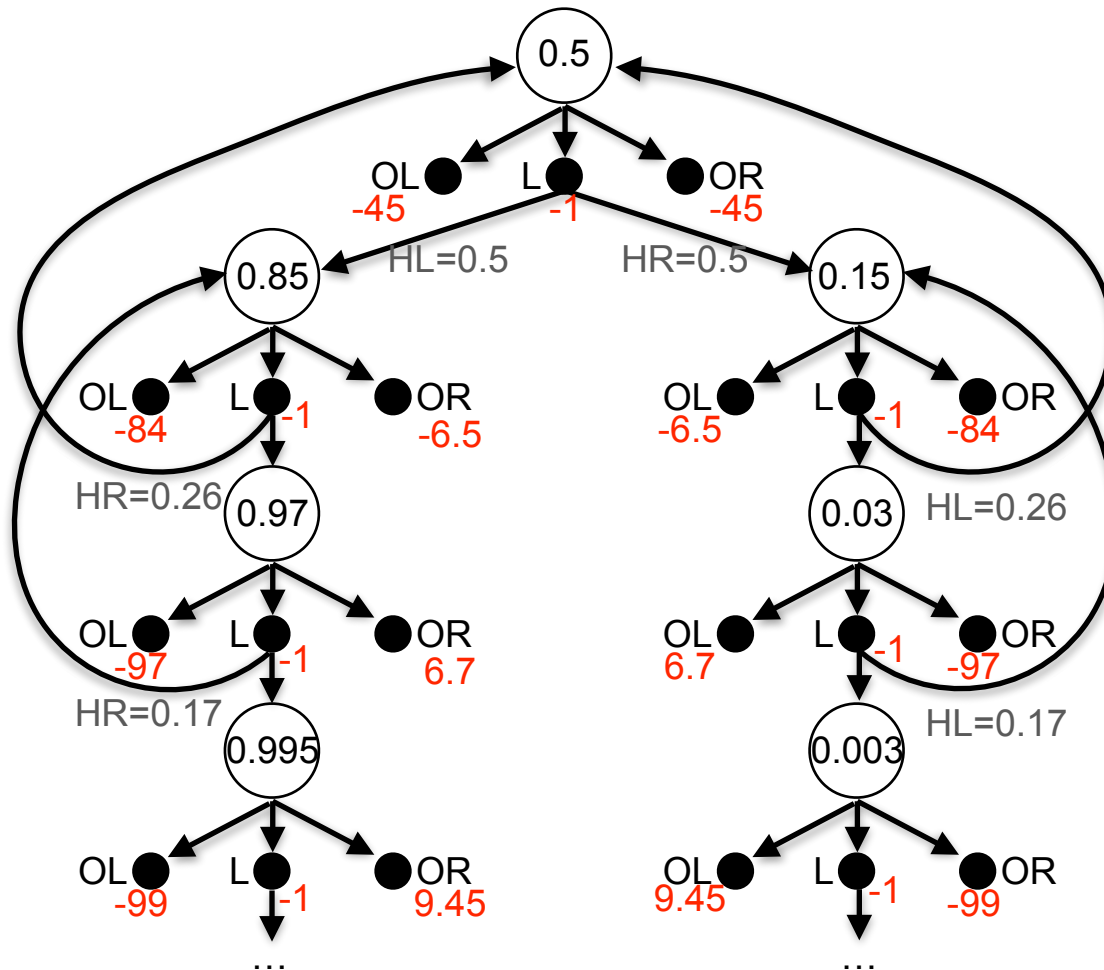 0.5
OL L OR
-45 -1 -45
HL=0.5 HR=0.5
0.85 0.15
OL L OR OL L OR
-84 -1 -6.5 -6.5 -1 -84
HR=0.26 HL=0.26
0.97 0.03
OL L OR OL L OR
-97 -1 6.7 6.7 -1 -97
HR=0.17 HL=0.17
0.995 0.003
OL L OR OL L OR
-99 -1 9.45 9.45 -1 -99
... ...